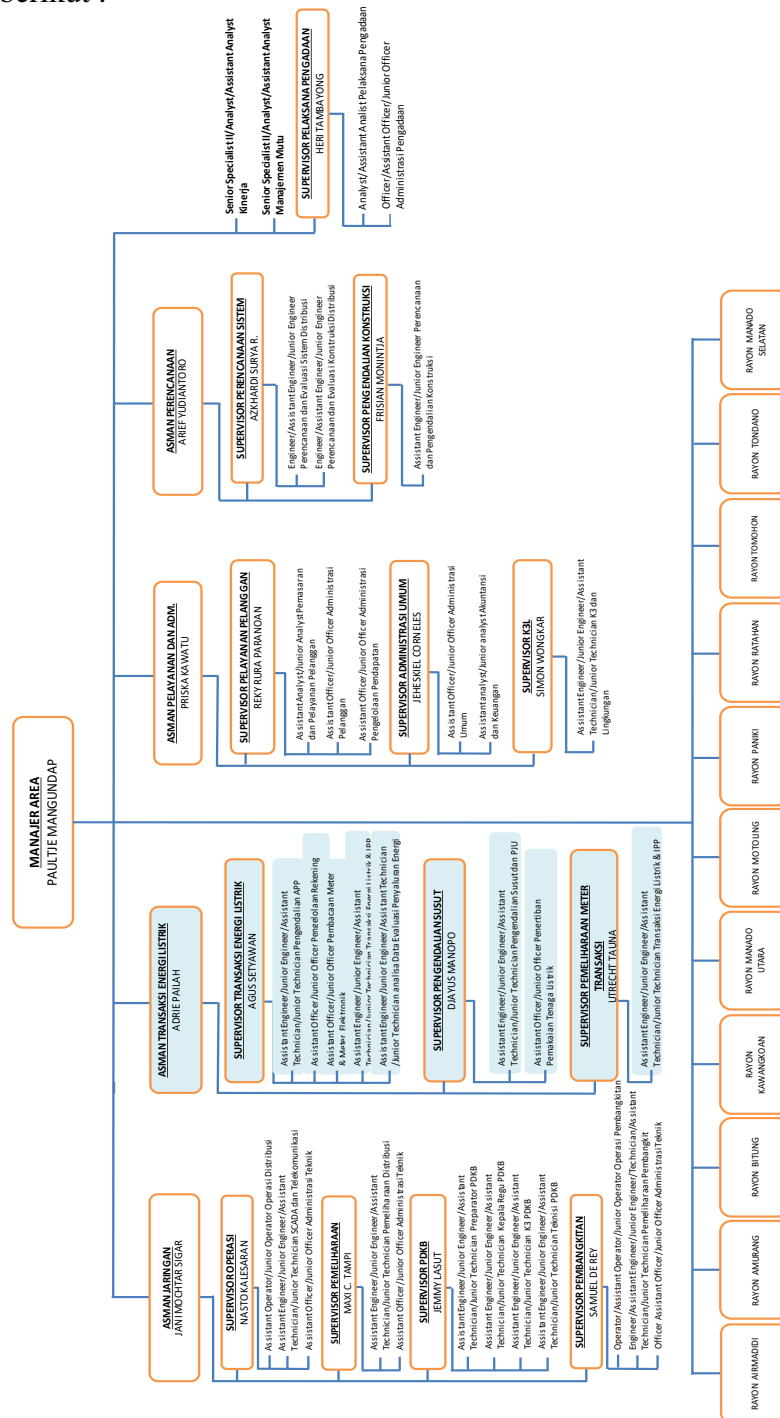 berikut :
MANAJER AREA
PAULTJE MANGUNDAP
ASMAN JARINGAN
JANI MOCHTAR SIGAR
SUPERVISOR OPERASI
NASTO KALESARAN
Assistant Operator/Junior Operator Operasi Distribusi
Assistant Engineer/Junior Engineer/Assistant
Technician/Junior Technician SCADA dan Telekomunikasi
Assistant Officer/Junior Officer Administrasi Teknik
SUPERVISOR PEMELIHARAAN
MAXI C. TAMPI
Assistant Engineer/Junior Engineer/Assistant
Technician/Junior Technician Pemeliharaan Distribusi
Assistant Officer/Junior Officer Administrasi Teknik
SUPERVISOR PDKB
JEMMY LASUT
Assistant Engineer/Junior Engineer/Assistant
Technician/Junior Technician Preparator PDKB
Assistant Engineer/Junior Engineer/Assistant
Technician/Junior Technician Kepala Regu PDKB
Assistant Engineer/Junior Engineer/Assistant
Technician/Junior Technician K3 PDKB
Assistant Engineer/Junior Engineer/Assistant
Technician/Junior Technician Teknisi PDKB
SUPERVISOR PEMBANGKITAN
SAMUEL DE REY
Operator/Assistant Operator/Junior Operator Operasi Pembangkitan
Engineer/Assistant Engineer/Junior Engineer/Technician/Assistant
Technician/Junior Technician Pemeliharaan Pembangkit
Officer Assistant Officer/Junior Officer Administrasi Teknik
ASMAN TRANSAKSI ENERGI LISTRIK
ADRIE PAILAH
SUPERVISOR TRANSAKSI ENERGI LISTRIK
AGUS SETYAWAN
Assistant Engineer/Junior Engineer/Assistant
Technician/Junior Technician Pengendalian APP
Assistant Officer/Junior Officer Pengelolaan Rekening
Assistant Officer/Junior Officer Pembacaan Meter
& Meter Elektronik
Assistant Engineer/Junior Engineer/Assistant
Technician/Junior Technician Transaksi Energi Listrik & IPP
Assistant Engineer/Junior Engineer/Assistant Technician
/Junior Technician analisa Data Evaluasi Penyaluran Energi
SUPERVISOR PENGENDALIAN SUSUT
DJAYUS MANOPO
Assistant Engineer/Junior Engineer/Assistant
Technician/Junior Technician Pengendalian Susut dan PJU
Assistant Officer/Junior Officer Penertiban
Pemakaian Tenaga Listrik
SUPERVISOR PEMELIHARAAN METER
TRANSAKSI
UTRECHT TAUNA
Assistant Engineer/Junior Engineer/Assistant
Technician/Junior Technician Transaksi Energi Listrik & IPP
ASMAN PELAYANAN DAN ADM.
PRISKA KAWATU
SUPERVISOR PELAYANAN PELANGGAN
REKY RURA PARANOAN
Assistant Analyst/Junior Analyst Pemasaran
dan Pelayanan Pelanggan
Assistant Officer/Junior Officer Administrasi
Pelanggan
Assistant Officer/Junior Officer Administrasi
Pengelolaan Pendapatan
SUPERVISOR ADMINISTRASI UMUM
JEHESKIEL CORNELES
Assistant Officer/Junior Officer Administrasi
Umum
Assistant analyst/Junior analyst Akuntansi
dan Keuangan
SUPERVISOR K3L
SIMON WONGKAR
Assistant Engineer/Junior Engineer/Assistant
Technician/Junior Technician K3 dan
Lingkungan
ASMAN PERENCANAAN
ARIEF YUDIANTORO
SUPERVISOR PERENCANAAN SISTEM
AZKHARDI SURYA R.
Engineer/Assistant Engineer/Junior Engineer
Perencanaan dan Evaluasi Sistem Distribusi
Engineer/Assistant Engineer/Junior Engineer
Perencanaan dan Evaluasi Konstruksi Distribusi
SUPERVISOR PENGENDALIAN KONSTRUKSI
FRISIAN MONINTJA
Assistant Engineer/Junior Engineer Perencanaan
dan Pengendalian Konstruksi
Senior Specialist II/Analyst/Assistant Analyst
Kinerja
Senior Specialist II/Analyst/Assistant Analyst
Manajemen Mutu
SUPERVISOR PELAKSANA PENGADAAN
HERI TAMBAYONG
Analyst/Assistant Analist Pelaksana Pengadaan
Officer/Assistant Officer/Junior Officer
Administrasi Pengadaan
RAYON AIRMADIDI
RAYON AMURANG
RAYON BITUNG
RAYON
KAWANGKOAN
RAYON MANADO
UTARA
RAYON MOTOLING
RAYON PANIKI
RAYON RATAHAN
RAYON TOMOHON
RAYON TONDANO
RAYON MANADO
SELATAN